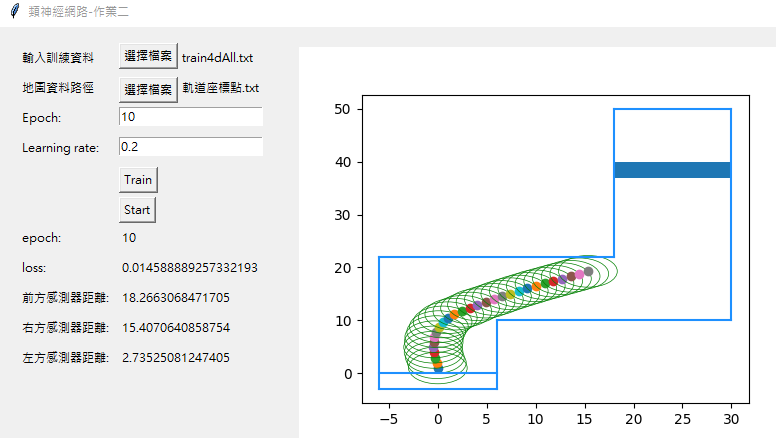 類神經網路-作業二
輸入訓練資料 選擇檔案 train4dAll.txt
地圖資料路徑 選擇檔案 軌道座標點.txt
Epoch: 10
Learning rate: 0.2
Train
Start
epoch: 10
loss: 0.014588889257332193
前方感測器距離: 18.2663068471705
右方感測器距離: 15.4070640858754
左方感測器距離: 2.73525081247405
50
40
30
20
10
0
−5 0 5 10 15 20 25 30